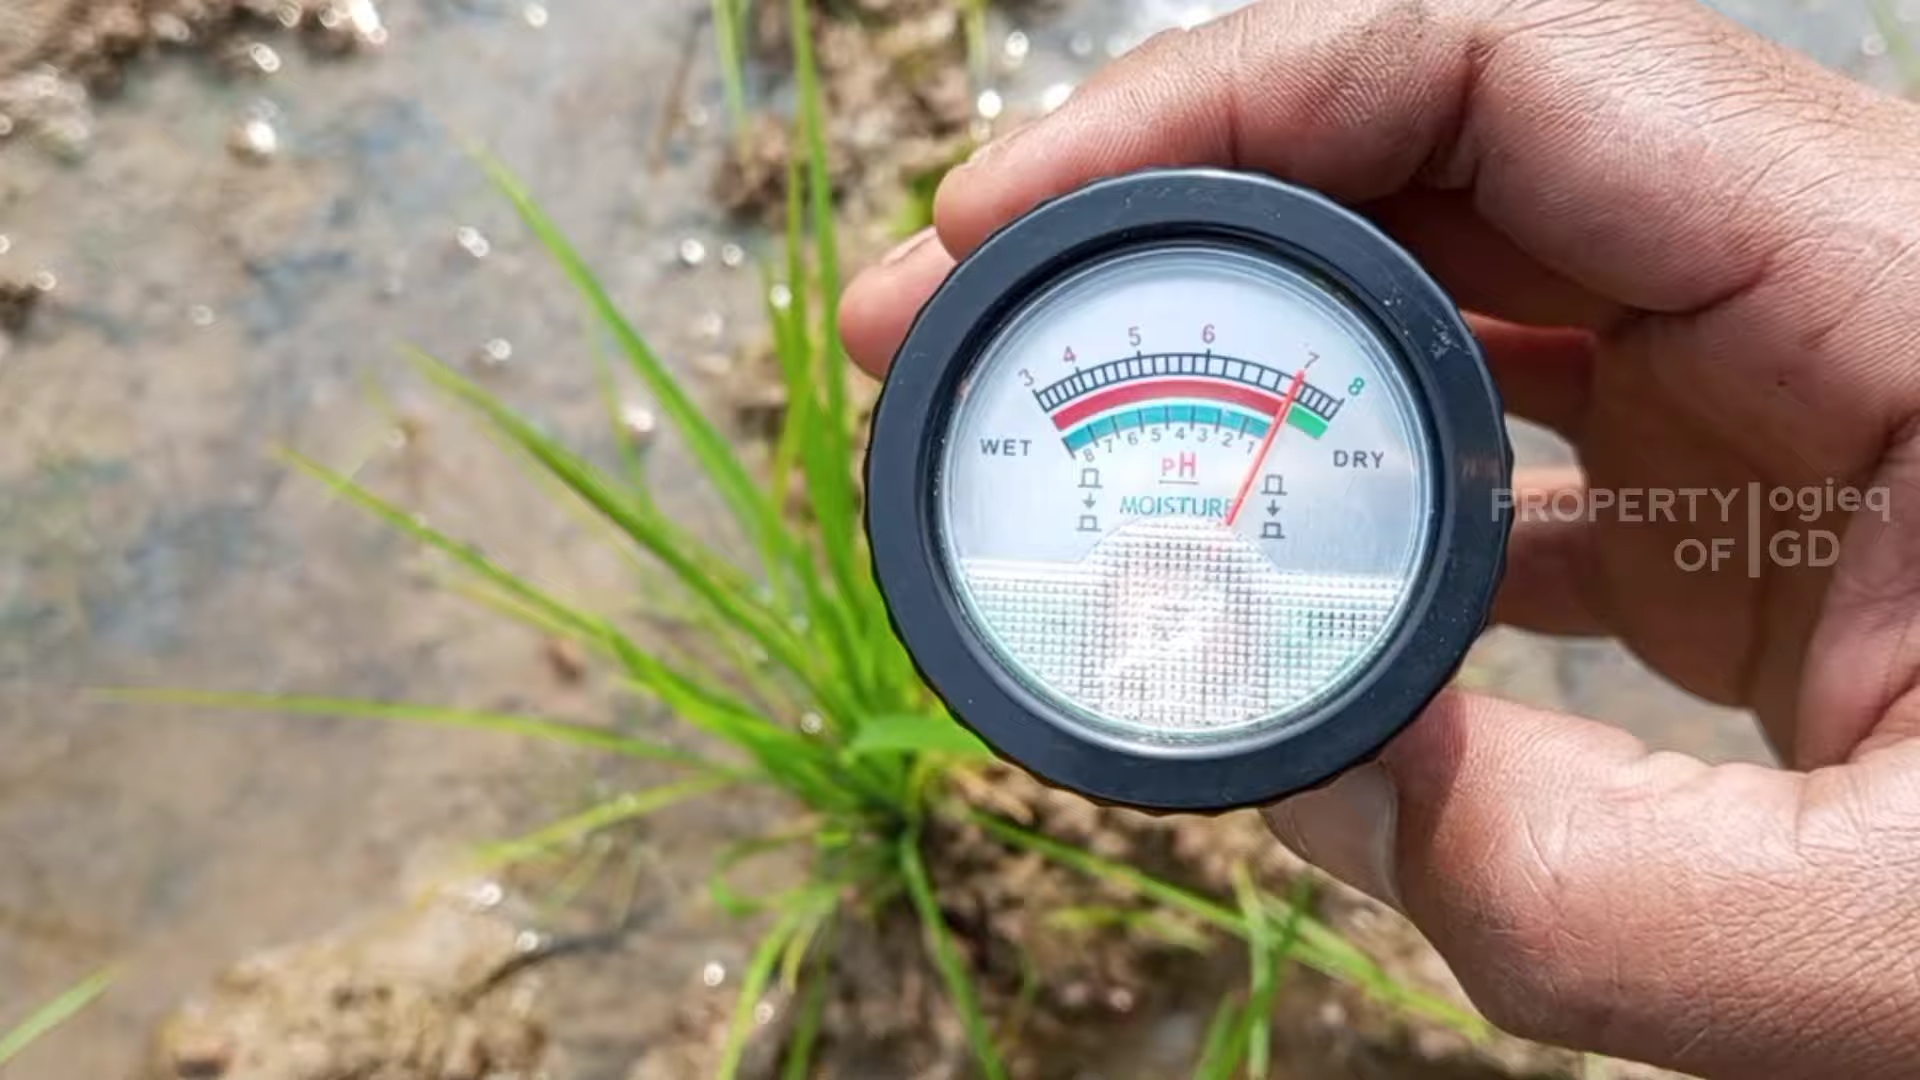 3 4 5 6 7 8
WET 8 7 6 5 4 3 2 1 DRY
pH
MOISTURE
PROPERTY OF
ogieq GD